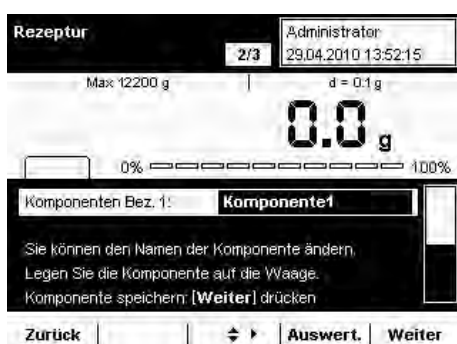 Rezeptur
Administrator
2/3
29.04.2010 13:52:15
Max 12200 g
d = 0.1 g
0.0 g
0%
100%
Komponenten Bez. 1: Komponente1
Sie können den Namen der Komponente ändern.
Legen Sie die Komponente auf die Waage.
Komponente speichern: [Weiter] drücken
Zurück
Auswert.
Weiter